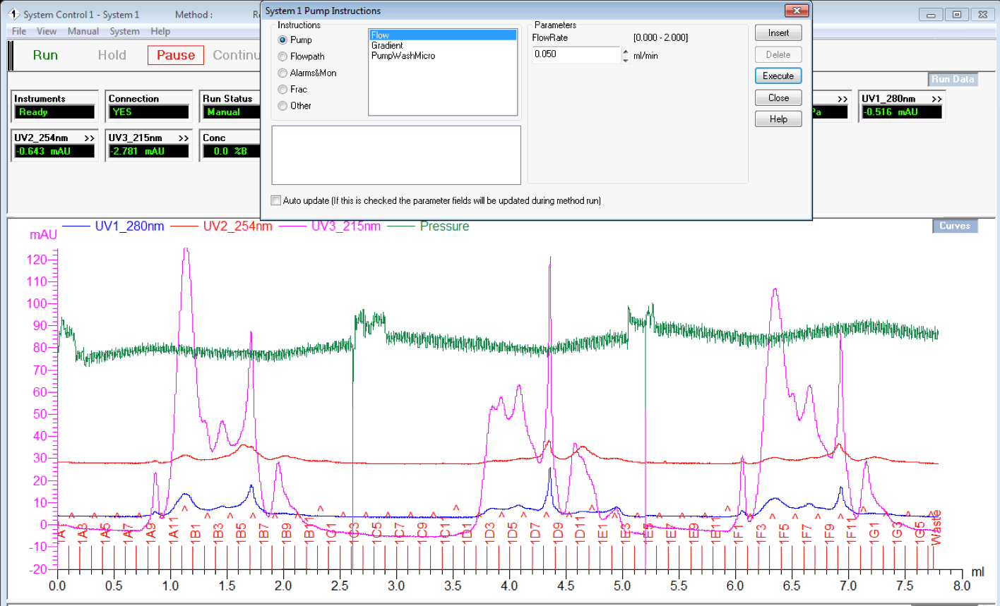 System Control 1 - System 1 Method :
System 1 Pump Instructions
File View Manual System Help
Run Hold Pause
Instructions
Pump
Flowpath
Alarms&Mon
Frac
Other
Flow
Gradient
PumpWashMicro
Parameters
FlowRate [0.000 - 2.000]
0.050 ml/min
Insert
Delete
Execute
Close
Help
Auto update (If this is checked the parameter fields will be updated during method run)
Run Data
Instruments Connection Run Status >> UV1_280nm >>
Ready YES Manual -0.516 mAU
UV2_254nm >> UV3_215nm >> Conc
-0.643 mAU -2.781 mAU 0.0 %B
UV1_280nm UV2_254nm UV3_215nm Pressure
Curves
mAU
120
110
100
90
80
70
60
50
40
30
20
10
0
-10
-20
1A 1A3 1A5 1A7 1A9 1A11 1B1 1B3 1B5 1B7 1B9 1B11 1C1 1C3 1C5 1C7 1C9 1C11 1D1 1D3 1D5 1D7 1D9 1D11 1E1 1E3 1E5 1E7 1E9 1E11 1F1 1F3 1F5 1F7 1F9 1F11 1G1 1G3 1G5 Waste
0.0 0.5 1.0 1.5 2.0 2.5 3.0 3.5 4.0 4.5 5.0 5.5 6.0 6.5 7.0 7.5 8.0 ml